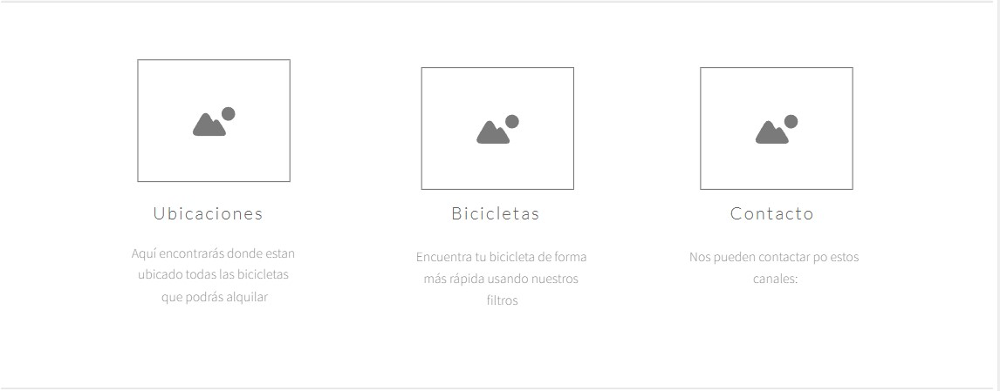 Ubicaciones
Aquí encontrarás donde estan
ubicado todas las bicicletas
que podrás alquilar
Bicicletas
Encuentra tu bicicleta de forma
más rápida usando nuestros
filtros
Contacto
Nos pueden contactar po estos
canales: